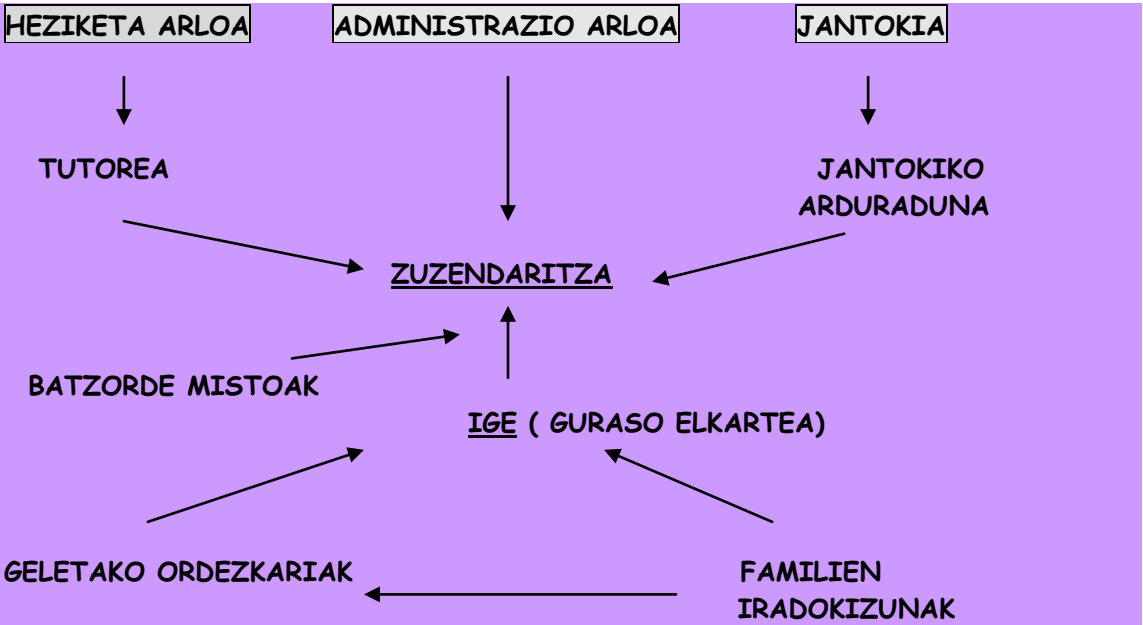 HEZIKETA ARLOA
ADMINISTRAZIO ARLOA
JANTOKIA
TUTOREA
JANTOKIKO
ARDURADUNA
ZUZENDARITZA
BATZORDE MISTOAK
IGE ( GURASO ELKARTEA)
GELETAKO ORDEZKARIAK
FAMILIEN
IRADOKIZUNAK